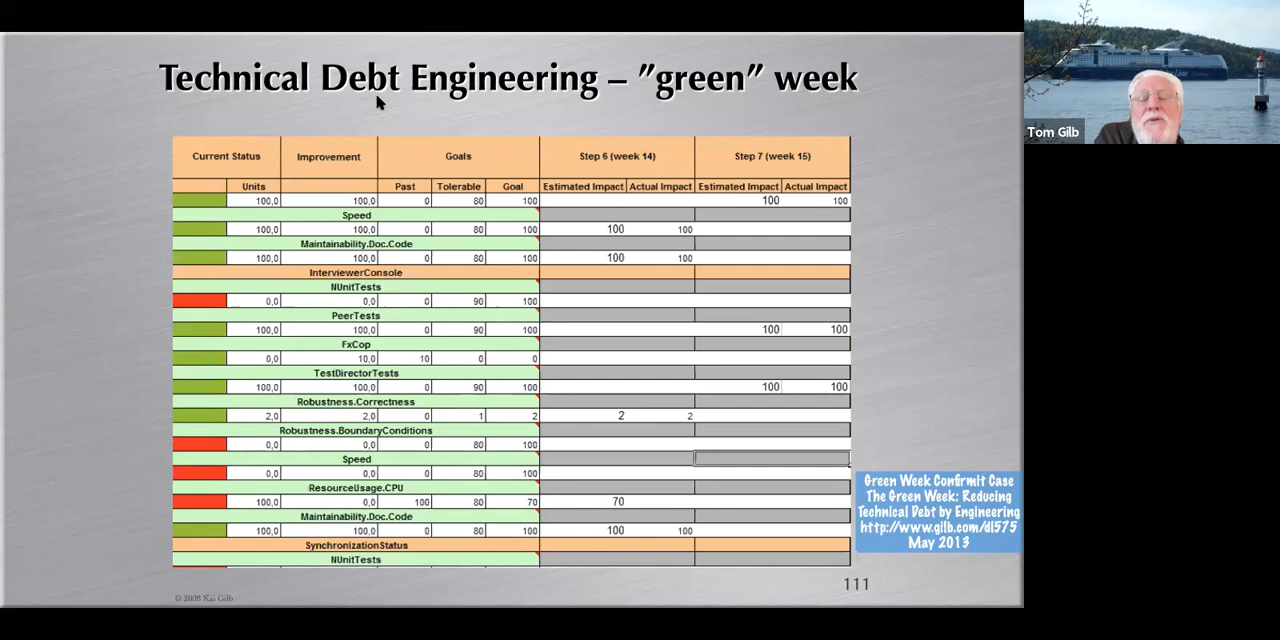 Technical Debt Engineering – ”green” week
Tom Gilb
Current Status Improvement Goals Step 6 (week 14) Step 7 (week 15)
Units Past Tolerable Goal Estimated Impact Actual Impact Estimated Impact Actual Impact
100,0 100,0 0 80 100 100 100
Speed
100,0 100,0 0 80 100 100 100
Maintainability.Doc.Code
100,0 100,0 0 80 100 100 100
InterviewerConsole
NUnitTests
0,0 0,0 0 90 100
PeerTests
100,0 100,0 0 90 100 100 100
FxCop
0,0 10,0 10 0 0
TestDirectorTests
100,0 100,0 0 90 100 100 100
Robustness.Correctness
2,0 2,0 0 1 2 2 2
Robustness.BoundaryConditions
0,0 0,0 0 80 100
Speed
0,0 0,0 0 80 100
ResourceUsage.CPU
100,0 0,0 100 80 70 70
Maintainability.Doc.Code
100,0 100,0 0 80 100 100 100
SynchronizationStatus
NUnitTests
Green Week Confirmit Case
The Green Week: Reducing
Technical Debt by Engineering
http://www.gilb.com/dl575
May 2013
111
Kai Gilb